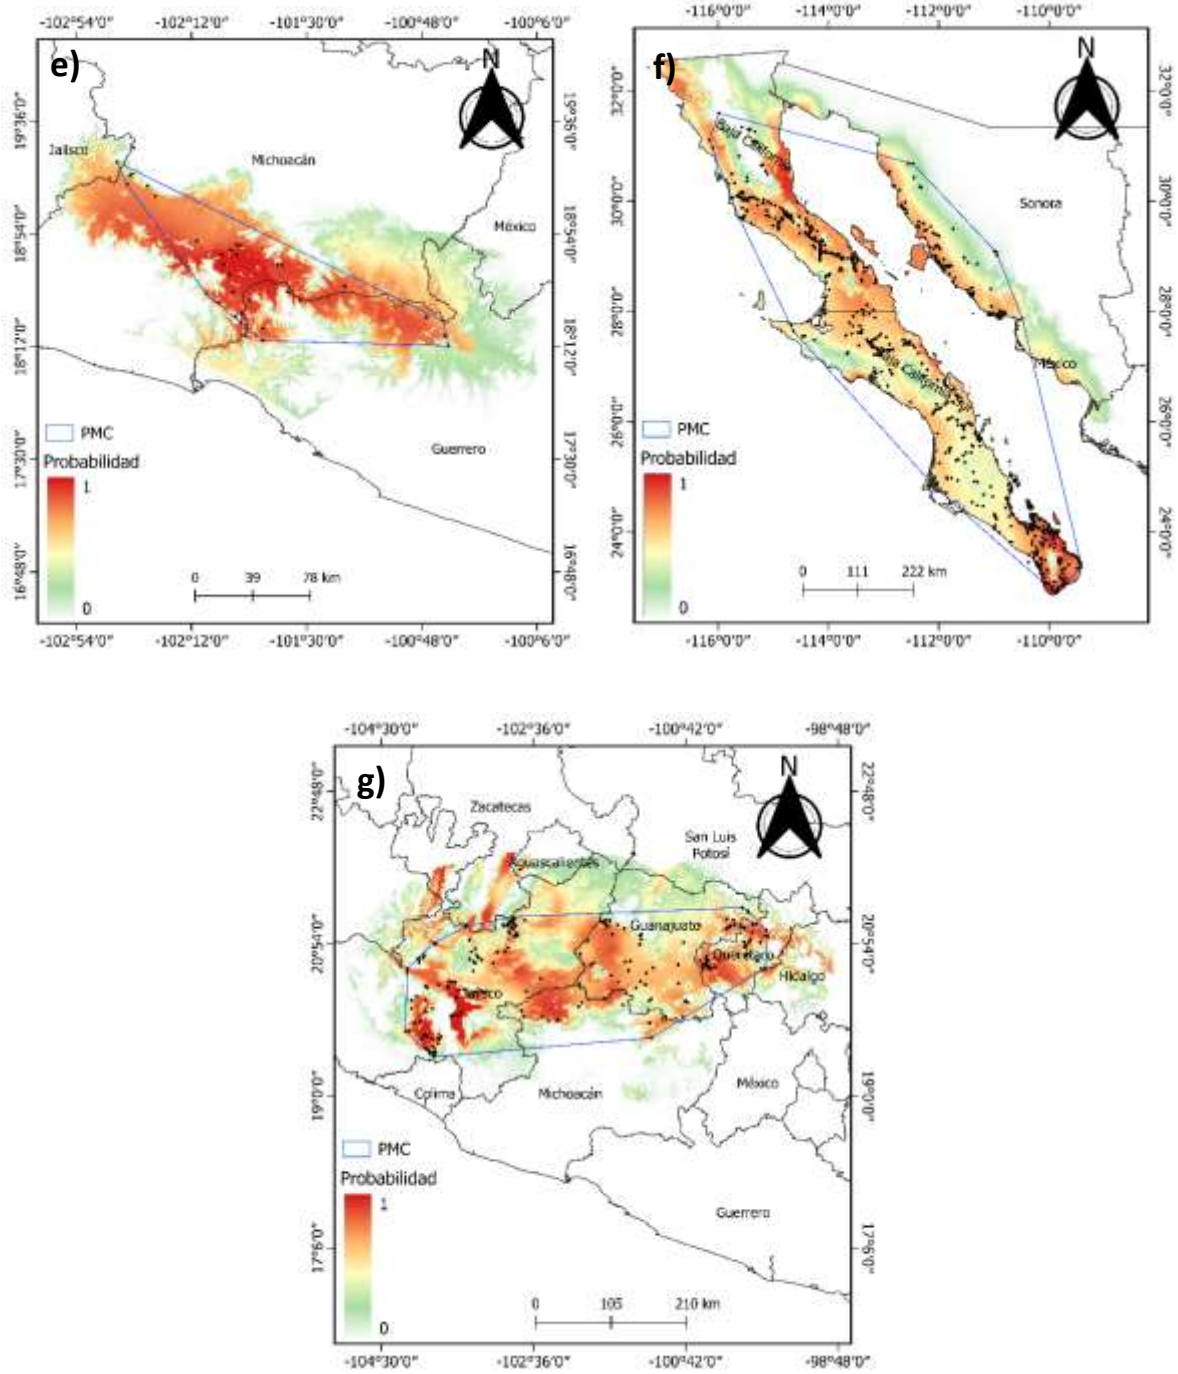 -102°54'0" -102°12'0" -101°30'0" -100°48'0" -100°6'0"
e)
N
19°36'0" 19°36'0"
Jalisco
Michoacán
México
18°54'0" 18°54'0"
18°12'0" 18°12'0"
Guerrero
17°30'0" 17°30'0"
PMC
Probabilidad
1
0
0 39 78 km
16°48'0" 16°48'0"
-102°54'0" -102°12'0" -101°30'0" -100°48'0" -100°6'0"
-116°0'0" -114°0'0" -112°0'0" -110°0'0"
f)
N
32°0'0" 32°0'0"
Baja California
Sonora
30°0'0" 30°0'0"
28°0'0" 28°0'0"
México
26°0'0" 26°0'0"
PMC
Probabilidad
1
0
24°0'0" 24°0'0"
0 111 222 km
-116°0'0" -114°0'0" -112°0'0" -110°0'0"
-104°30'0" -102°36'0" -100°42'0" -98°48'0"
g)
N
22°48'0" 22°48'0"
Zacatecas
San Luis
Potosí
Aguascalientes
Guanajuato
20°54'0" 20°54'0"
Querétaro
Hidalgo
Jalisco
Colima
Michoacán
México
19°0'0" 19°0'0"
PMC
Probabilidad
1
0
Guerrero
17°6'0" 17°6'0"
0 105 210 km
-104°30'0" -102°36'0" -100°42'0" -98°48'0"